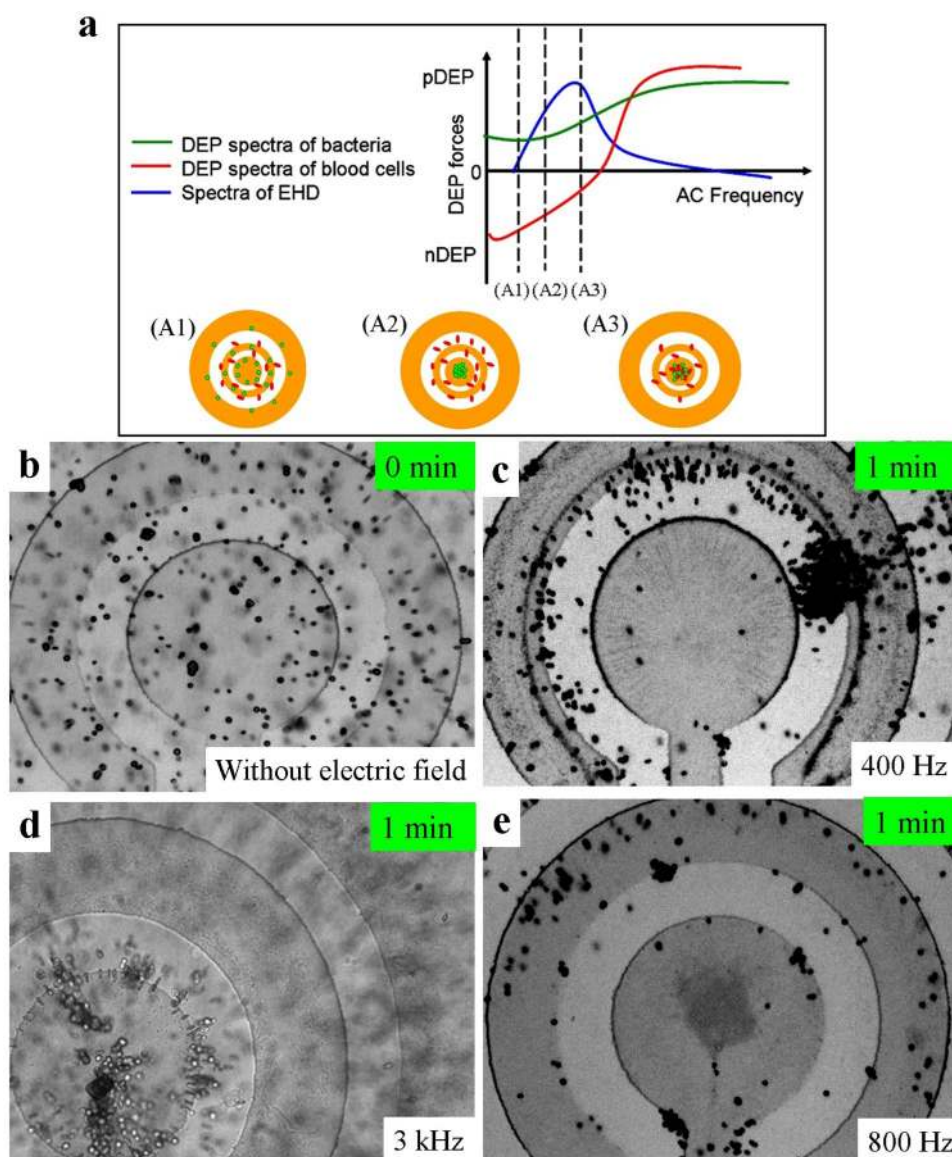 a
pDEP
DEP spectra of bacteria
DEP spectra of blood cells
Spectra of EHD
DEP forces
0
AC Frequency
nDEP
(A1)
(A2)
(A3)
(A1)
(A2)
(A3)
b
0 min
Without electric field
c
1 min
400 Hz
d
1 min
3 kHz
e
1 min
800 Hz